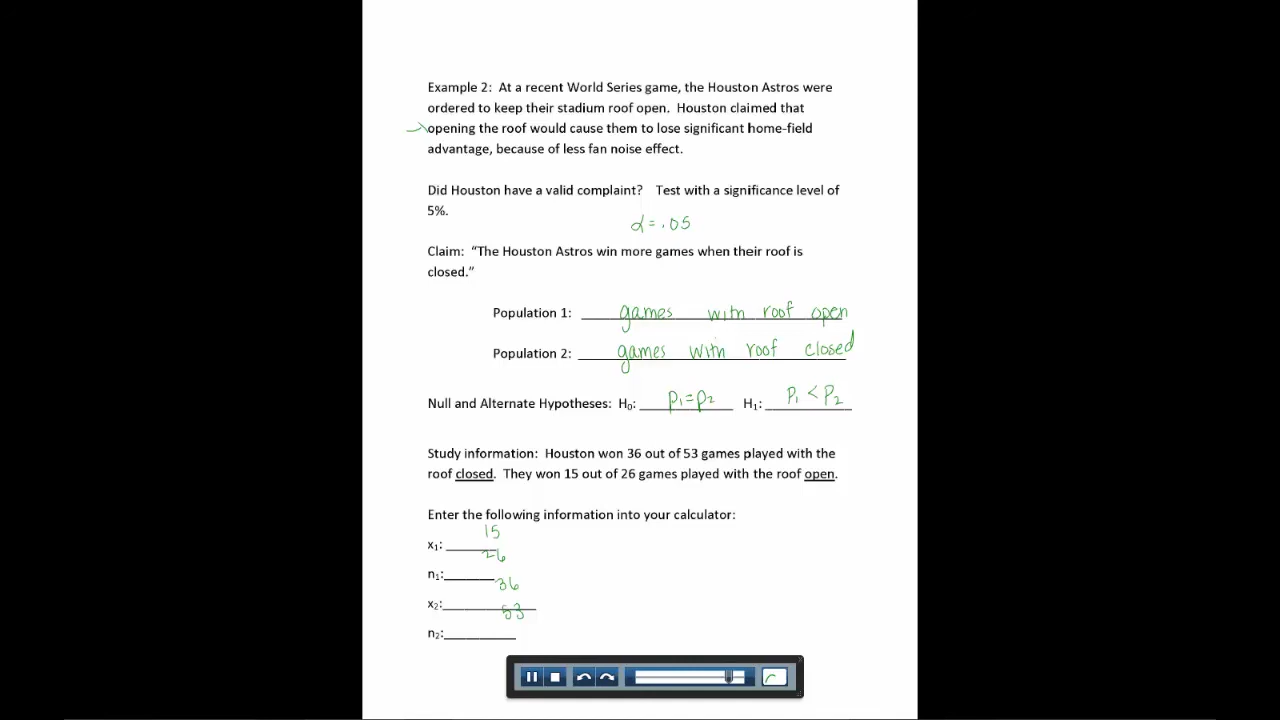 Example 2: At a recent World Series game, the Houston Astros were
ordered to keep their stadium roof open. Houston claimed that
opening the roof would cause them to lose significant home-field
advantage, because of less fan noise effect.
Did Houston have a valid complaint? Test with a significance level of
5%.
α = .05
Claim: “The Houston Astros win more games when their roof is
closed.”
Population 1: games with roof open
Population 2: games with roof closed
Null and Alternate Hypotheses: H₀: p₁=p₂ H₁: p₁ < p₂
Study information: Houston won 36 out of 53 games played with the
roof closed. They won 15 out of 26 games played with the roof open.
Enter the following information into your calculator:
x₁: 15
n₁: 26
x₂: 36
n₂: 53